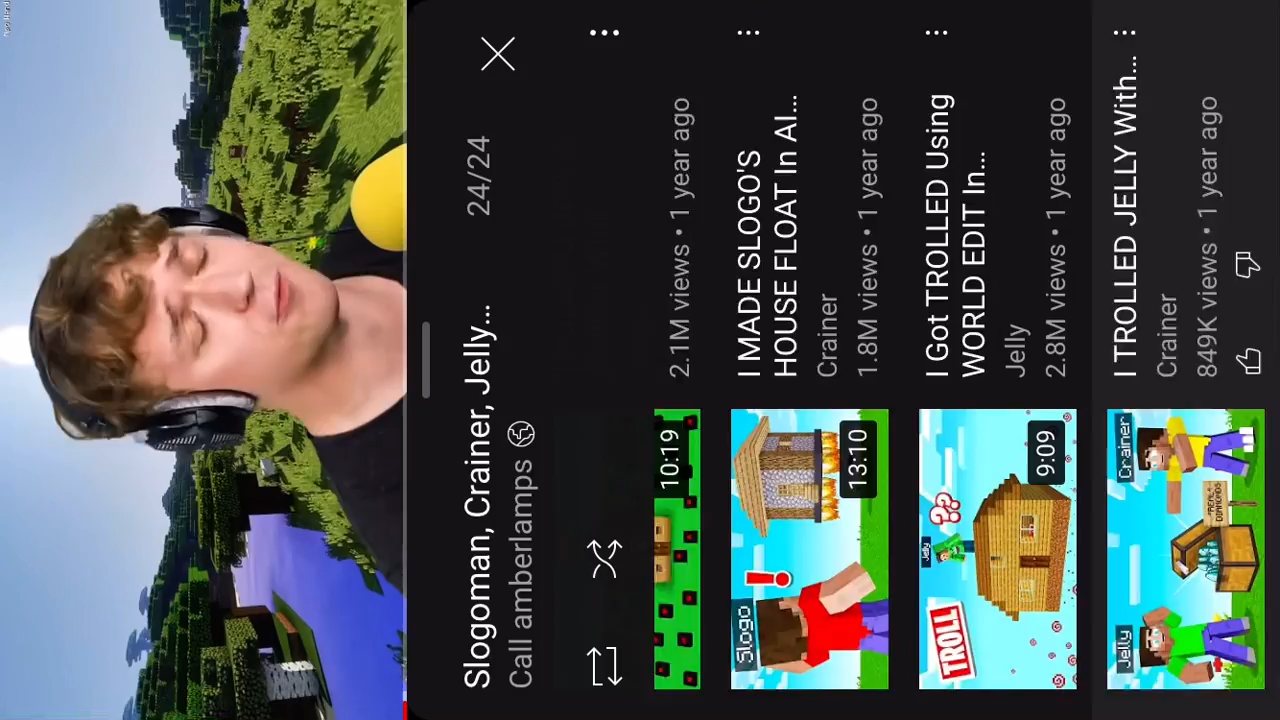 Slogoman, Crainer, Jelly...
24/24
Call amberlamps
10:19
2.1M views • 1 year ago
Slogo
13:10
I MADE SLOGO'S
HOUSE FLOAT In Al...
Crainer
1.8M views • 1 year ago
TROLL
??
Jelly
9:09
I Got TROLLED Using
WORLD EDIT In...
Jelly
2.8M views • 1 year ago
Jelly
Crainer
DIAMONDS
I TROLLED JELLY With...
Crainer
849K views • 1 year ago